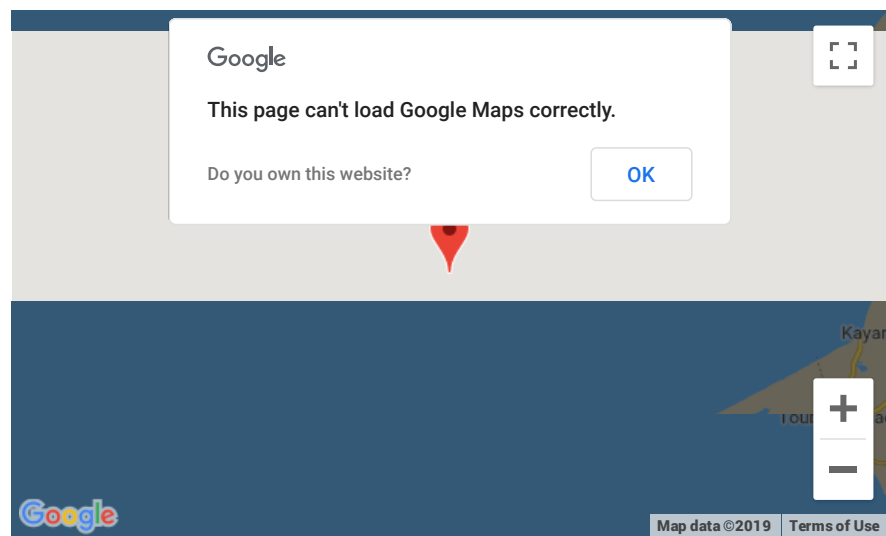 Google
This page can't load Google Maps correctly.
Do you own this website?
OK
Google
Map data ©2019
Terms of Use